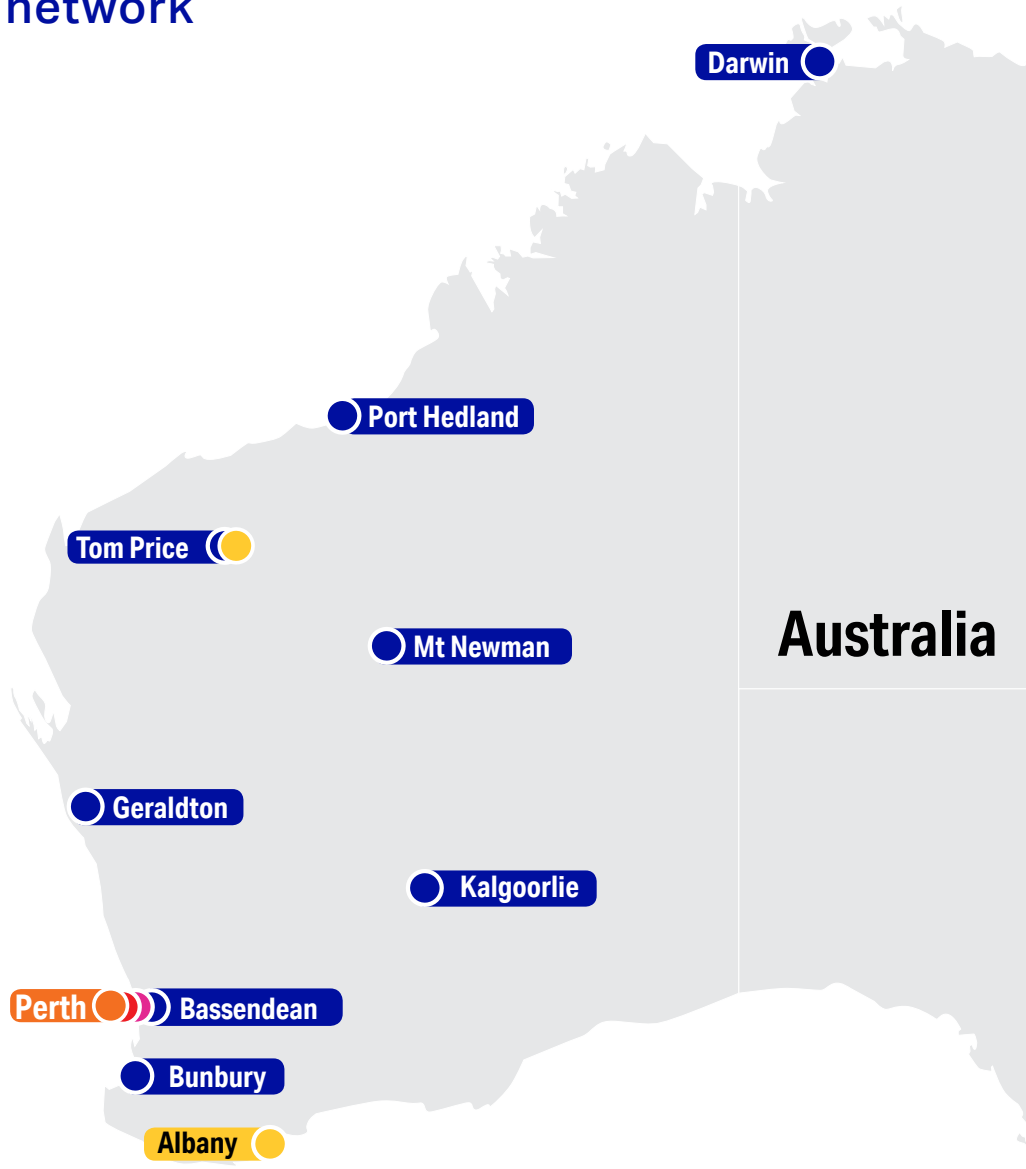 network
Darwin
Port Hedland
Tom Price
Mt Newman
Australia
Geraldton
Kalgoorlie
Perth
Bassendean
Bunbury
Albany